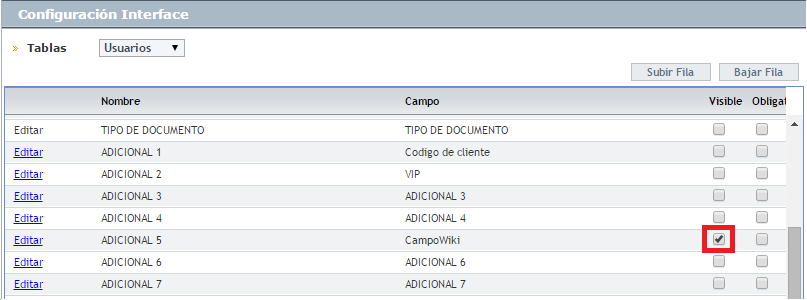 Configuración Interface
» Tablas Usuarios
Subir Fila Bajar Fila
Nombre Campo Visible Obligat
Editar TIPO DE DOCUMENTO TIPO DE DOCUMENTO
Editar ADICIONAL 1 Codigo de cliente
Editar ADICIONAL 2 VIP
Editar ADICIONAL 3 ADICIONAL 3
Editar ADICIONAL 4 ADICIONAL 4
Editar ADICIONAL 5 CampoWiki
Editar ADICIONAL 6 ADICIONAL 6
Editar ADICIONAL 7 ADICIONAL 7